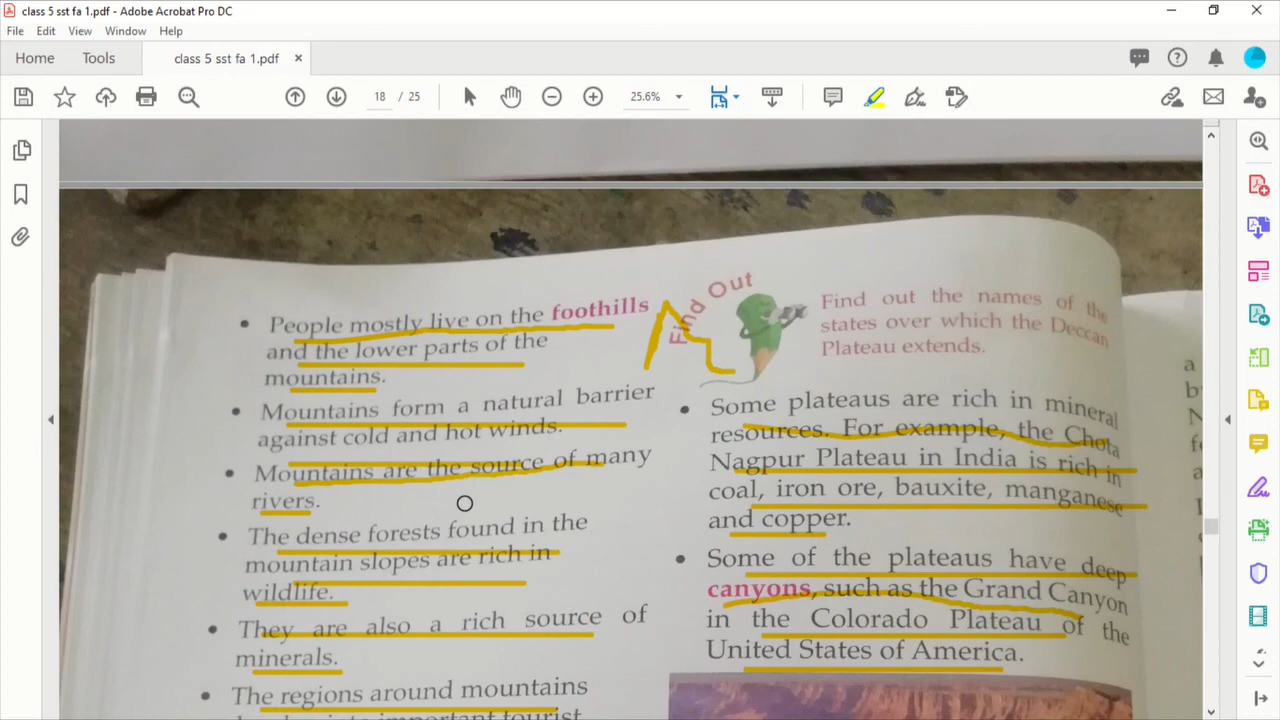 class 5 sst fa 1.pdf - Adobe Acrobat Pro DC
File Edit View Window Help
Home Tools class 5 sst fa 1.pdf ×
18 / 25 25.6%
• People mostly live on the foothills
and the lower parts of the
mountains.
• Mountains form a natural barrier
against cold and hot winds.
• Mountains are the source of many
rivers.
• The dense forests found in the
mountain slopes are rich in
wildlife.
• They are also a rich source of
minerals.
• The regions around mountains
important tourist
Find Out
Find out the names of the
states over which the Deccan
Plateau extends.
• Some plateaus are rich in mineral
resources. For example, the Chota
Nagpur Plateau in India is rich in
coal, iron ore, bauxite, manganese
and copper.
• Some of the plateaus have deep
canyons, such as the Grand Canyon
in the Colorado Plateau of the
United States of America.